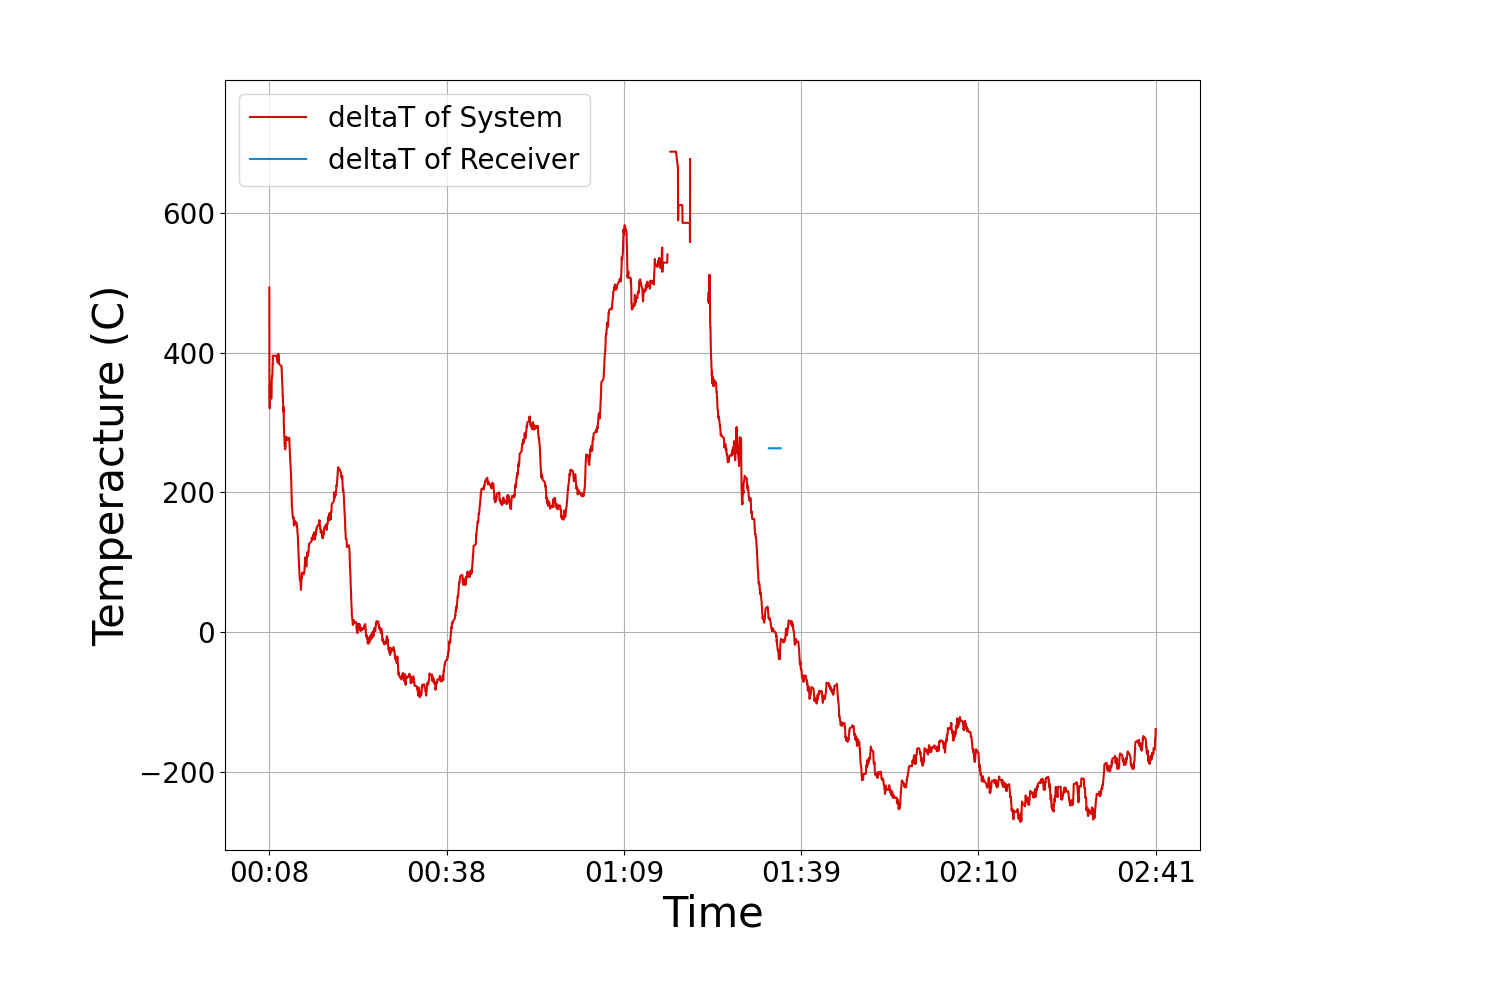 deltaT of System
deltaT of Receiver
600
400
200
0
−200
Temperacture (C)
00:08 00:38 01:09 01:39 02:10 02:41
Time